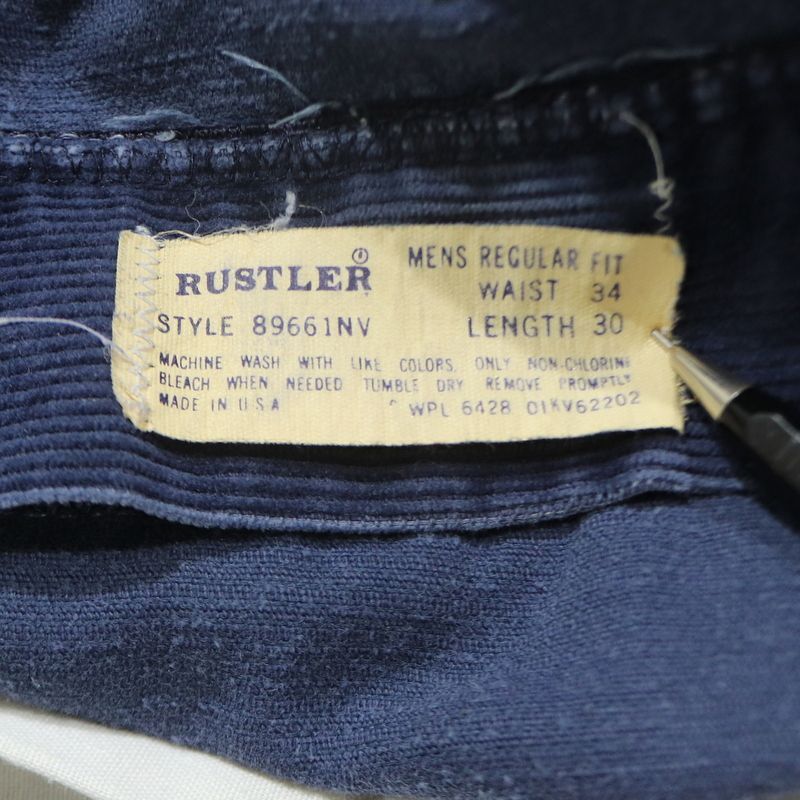 RUSTLER ®
MENS REGULAR FIT
WAIST 34
STYLE 89661NV
LENGTH 30
MACHINE WASH WITH LIKE COLORS. ONLY NON-CHLORINE
BLEACH WHEN NEEDED TUMBLE DRY REMOVE PROMPTLY
MADE IN U S A WPL 6428 01KV62202